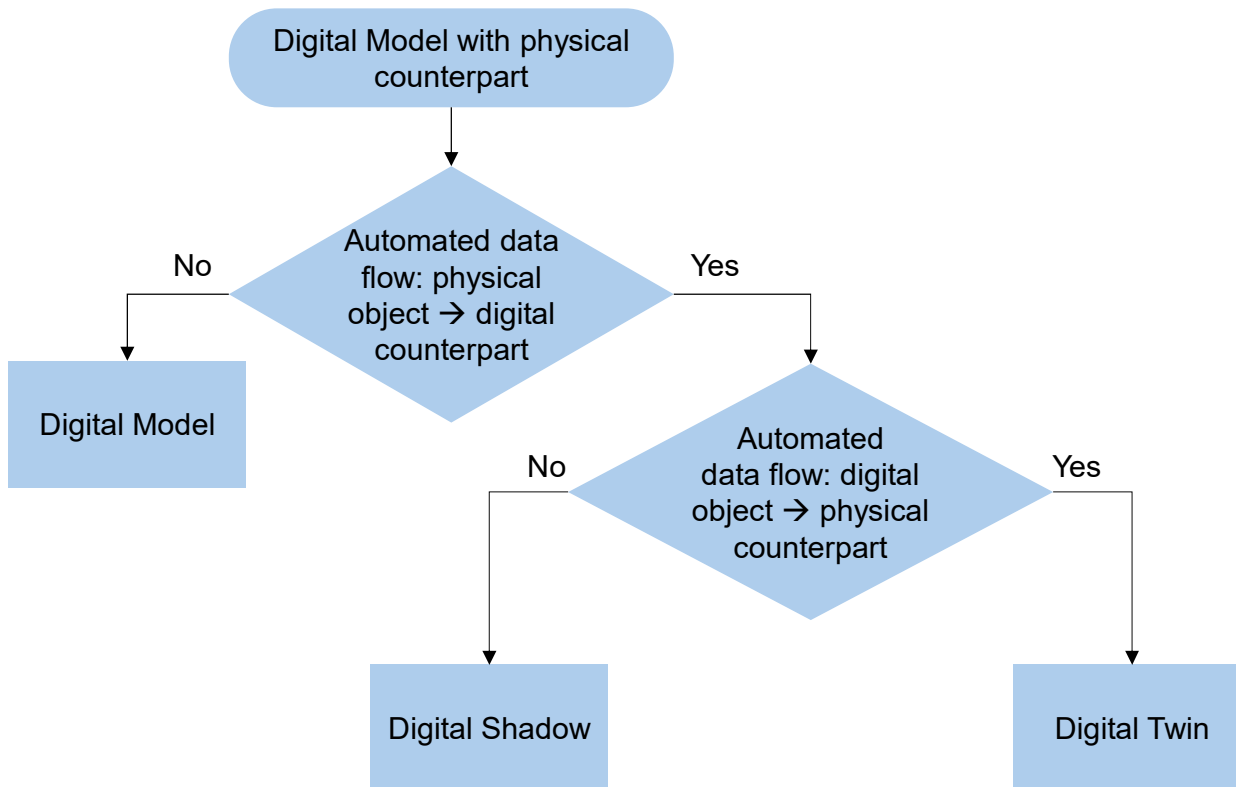 Digital Model with physical
counterpart
Automated data
flow: physical
object → digital
counterpart
No
Yes
Digital Model
Automated
data flow: digital
object → physical
counterpart
No
Yes
Digital Shadow
Digital Twin